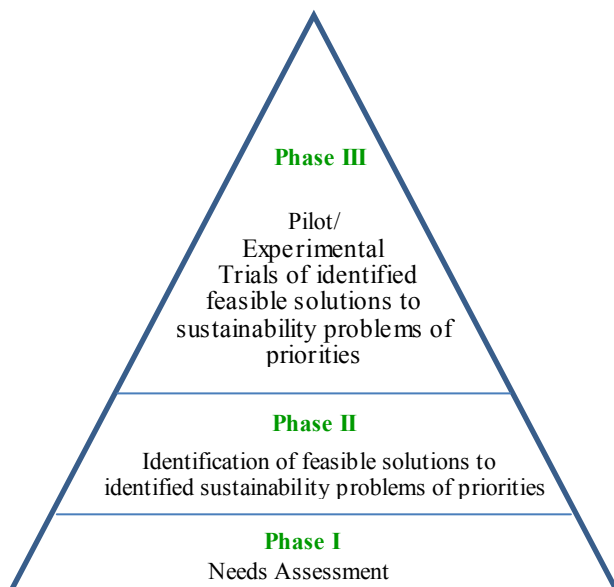 Phase III
Pilot/
Experimental
Trials of identified
feasible solutions to
sustainability problems of
priorities
Phase II
Identification of feasible solutions to
identified sustainability problems of priorities
Phase I
Needs Assessment